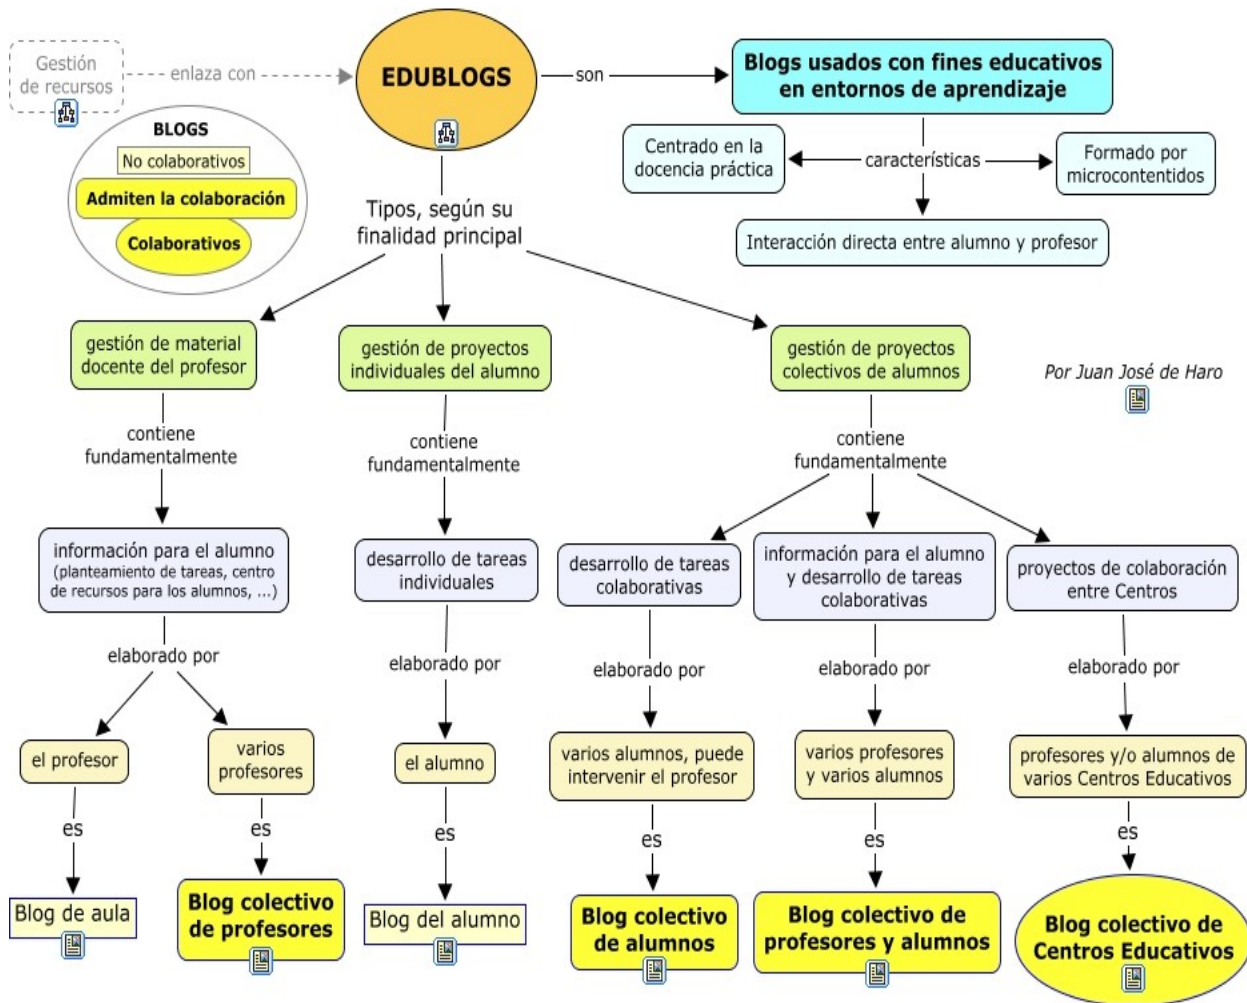 Gestión
de recursos
enlaza con
EDUBLOGS
son
Blogs usados con fines educativos
en entornos de aprendizaje
BLOGS
No colaborativos
Admiten la colaboración
Colaborativos
Centrado en la
docencia práctica
características
Formado por
microcontenidos
Interacción directa entre alumno y profesor
Tipos, según su
finalidad principal
gestión de material
docente del profesor
gestión de proyectos
individuales del alumno
gestión de proyectos
colectivos de alumnos
Por Juan José de Haro
contiene
fundamentalmente
contiene
fundamentalmente
contiene
fundamentalmente
información para el alumno
(planteamiento de tareas, centro
de recursos para los alumnos, ...)
desarrollo de tareas
individuales
desarrollo de tareas
colaborativas
información para el alumno
y desarrollo de tareas
colaborativas
proyectos de colaboración
entre Centros
elaborado por
elaborado por
elaborado por
elaborado por
elaborado por
el profesor
varios
profesores
el alumno
varios alumnos, puede
intervenir el profesor
varios profesores
y varios alumnos
profesores y/o alumnos de
varios Centros Educativos
es
es
es
es
es
es
Blog de aula
Blog colectivo
de profesores
Blog del alumno
Blog colectivo
de alumnos
Blog colectivo de
profesores y alumnos
Blog colectivo de
Centros Educativos